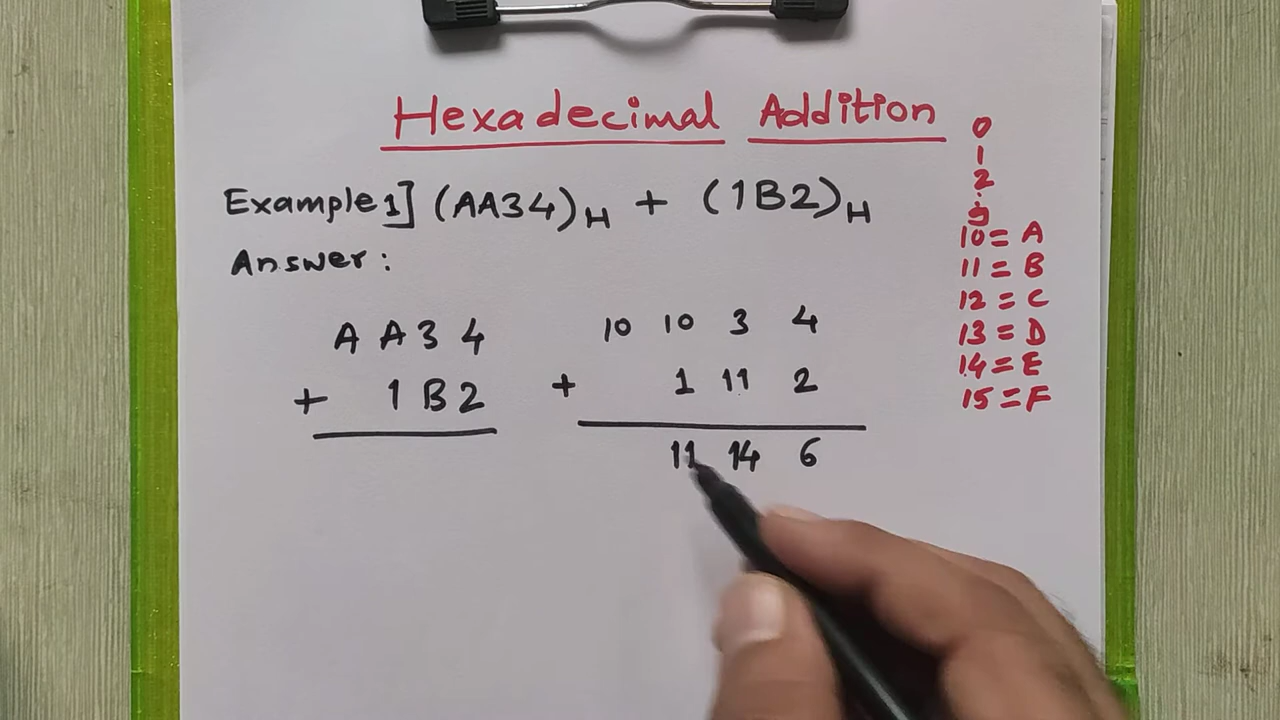 Hexadecimal Addition
Example 1] (AA34)H + (1B2)H
Answer:
A A 3 4
+ 1 B 2
10 10 3 4
+ 1 11 2
11 14 6
0
1
2
:
9
10 = A
11 = B
12 = C
13 = D
14 = E
15 = F